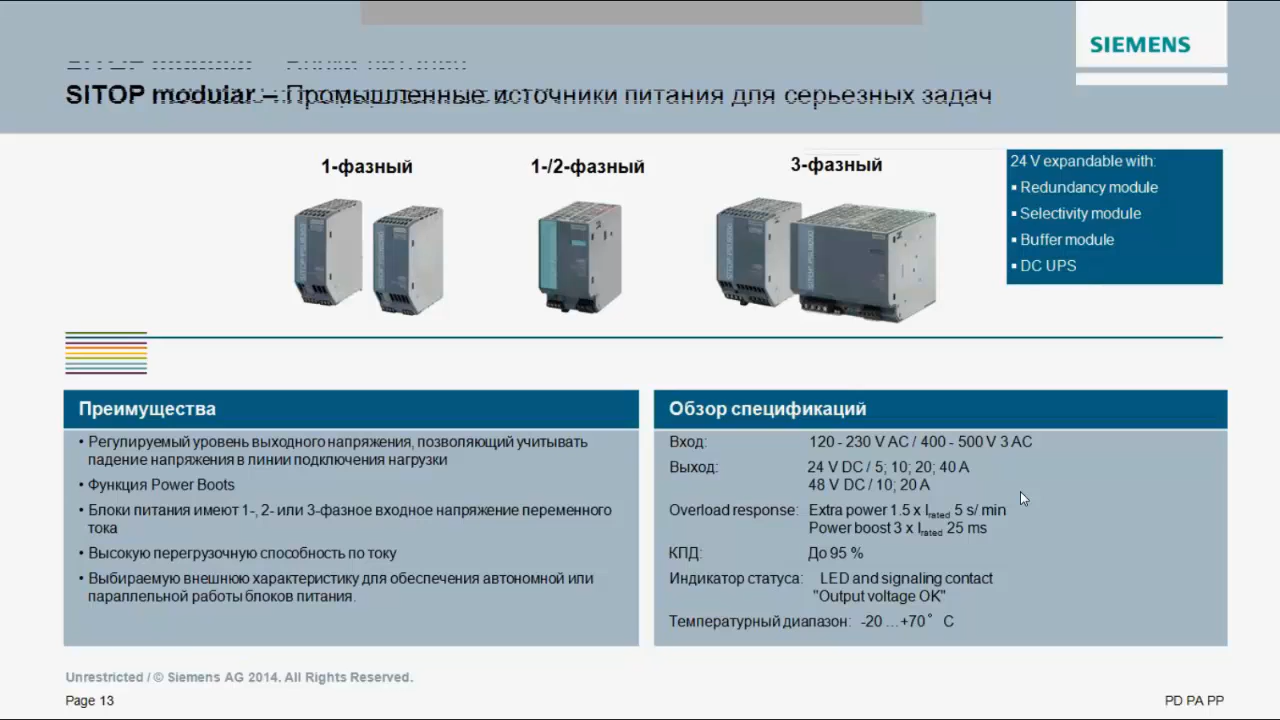 SIEMENS
SITOP modular – Промышленные источники питания для серьезных задач
1-фазный
1-/2-фазный
3-фазный
24 V expandable with:
▪ Redundancy module
▪ Selectivity module
▪ Buffer module
▪ DC UPS
Преимущества
• Регулируемый уровень выходного напряжения, позволяющий учитывать
падение напряжения в линии подключения нагрузки
• Функция Power Boots
• Блоки питания имеют 1-, 2- или 3-фазное входное напряжение переменного
тока
• Высокую перегрузочную способность по току
• Выбираемую внешнюю характеристику для обеспечения автономной или
параллельной работы блоков питания.
Обзор спецификаций
Вход: 120 - 230 V AC / 400 - 500 V 3 AC
Выход: 24 V DC / 5; 10; 20; 40 A
48 V DC / 10; 20 A
Overload response: Extra power 1.5 x Irated 5 s/ min
Power boost 3 x Irated 25 ms
КПД: До 95 %
Индикатор статуса: LED and signaling contact
"Output voltage OK"
Температурный диапазон: -20 ...+70° C
Unrestricted / © Siemens AG 2014. All Rights Reserved.
Page 13
PD PA PP